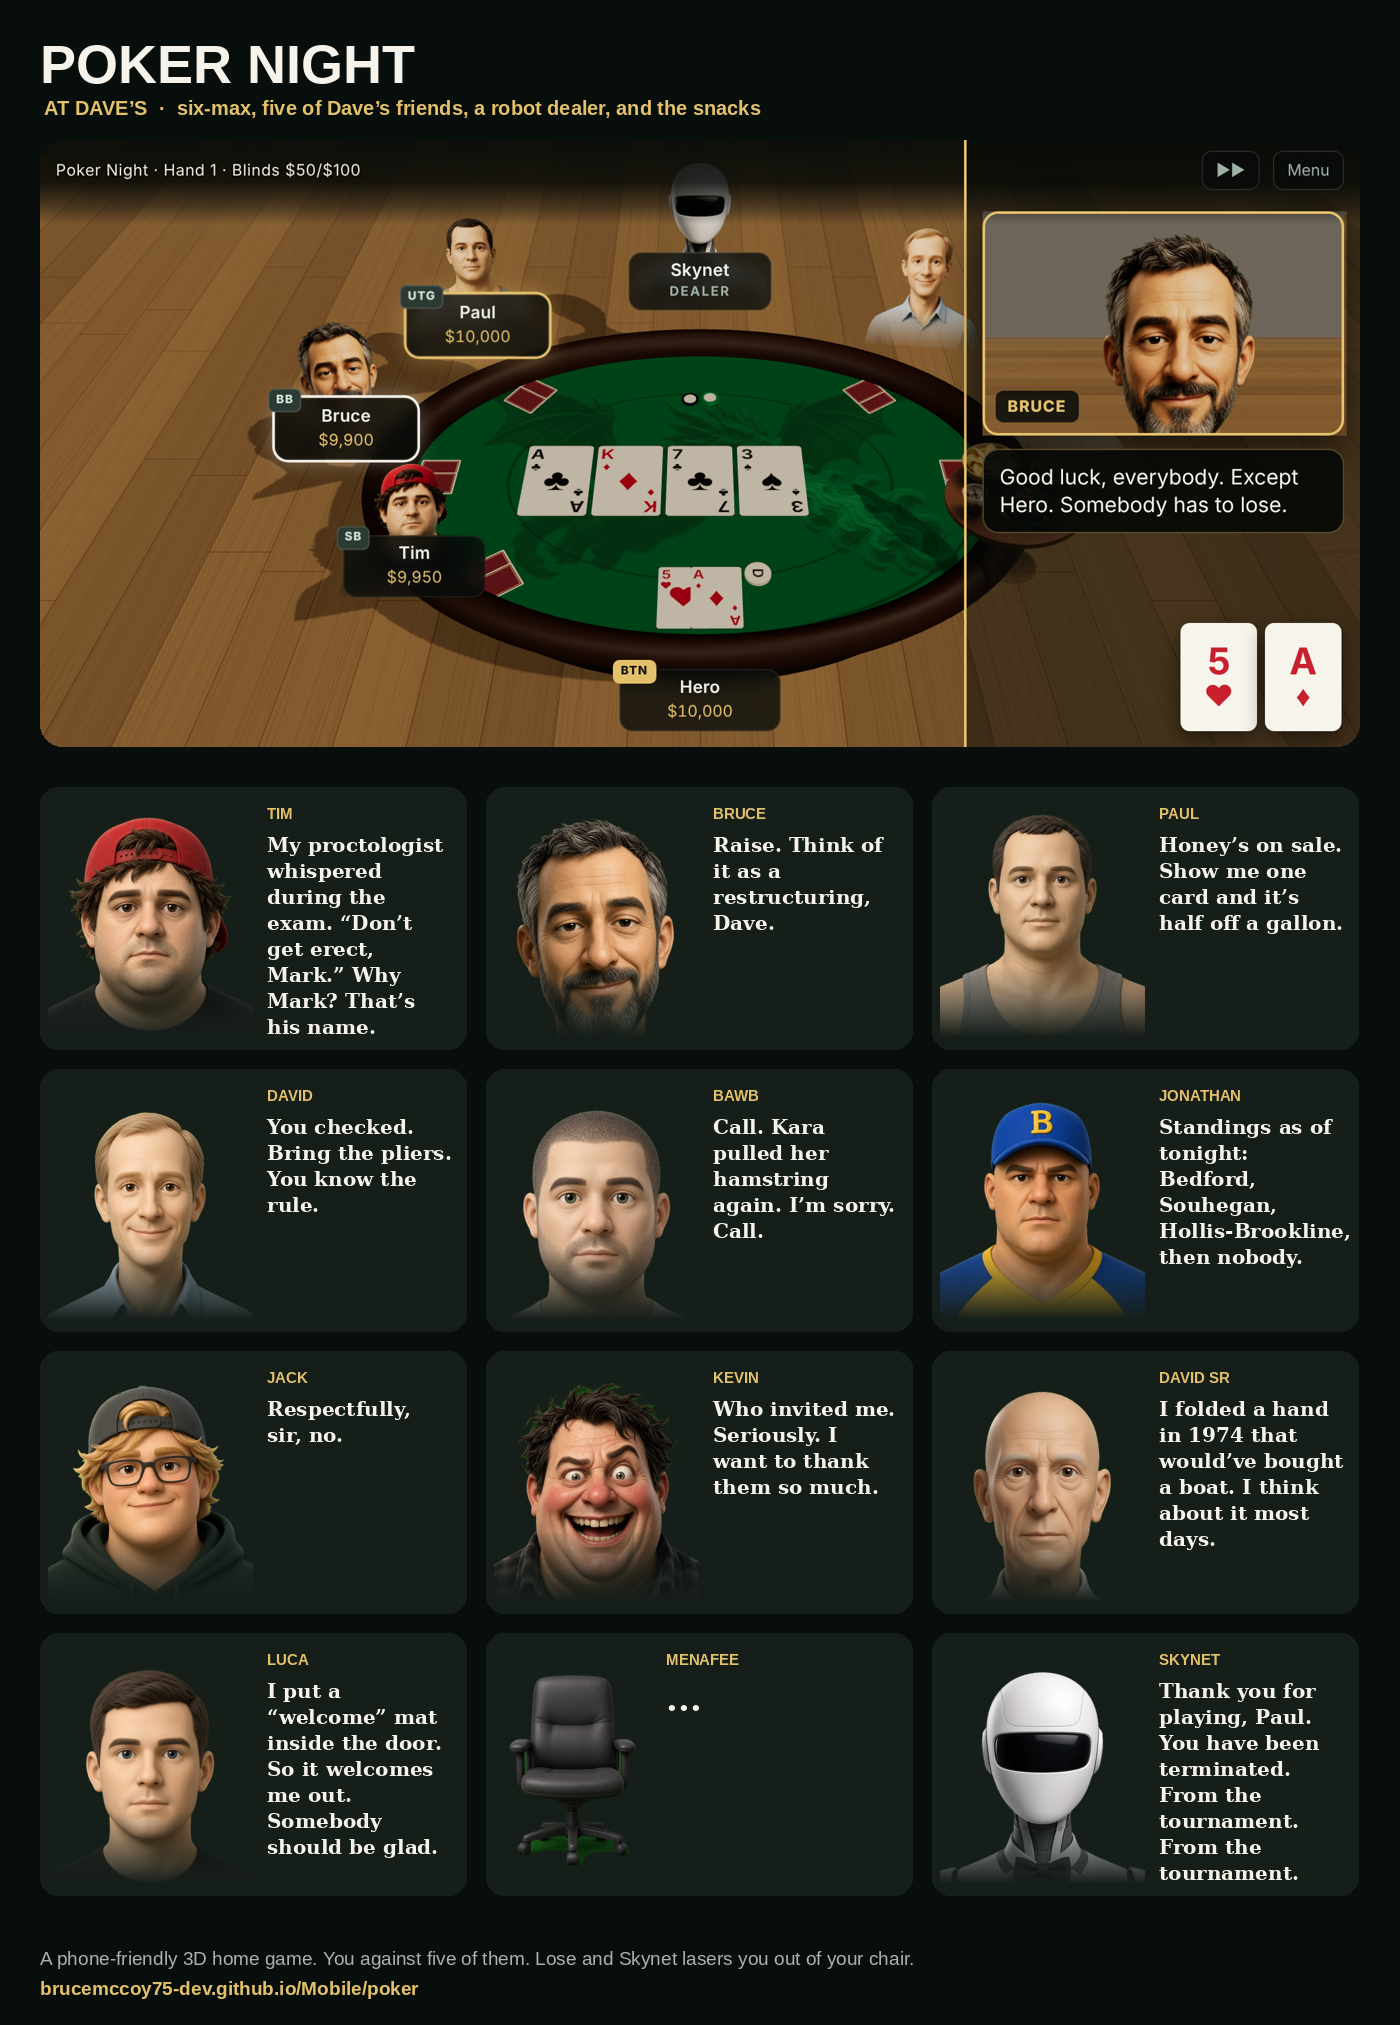 POKER NIGHT
AT DAVE’S · six-max, five of Dave’s friends, a robot dealer, and the snacks
Poker Night · Hand 1 · Blinds $50/$100
Menu
Skynet
DEALER
UTG
Paul
$10,000
BB
Bruce
$9,900
SB
Tim
$9,950
A
A
K
K
7
7
3
3
5
A
A
D
BTN
Hero
$10,000
BRUCE
Good luck, everybody. Except
Hero. Somebody has to lose.
5
A
TIM
My proctologist
whispered
during the
exam. “Don’t
get erect,
Mark.” Why
Mark? That’s
his name.
BRUCE
Raise. Think of
it as a
restructuring,
Dave.
PAUL
Honey’s on sale.
Show me one
card and it’s
half off a gallon.
DAVID
You checked.
Bring the pliers.
You know the
rule.
BAWB
Call. Kara
pulled her
hamstring
again. I’m sorry.
Call.
JONATHAN
B
Standings as of
tonight:
Bedford,
Souhegan,
Hollis-Brookline,
then nobody.
JACK
Respectfully,
sir, no.
KEVIN
Who invited me.
Seriously. I
want to thank
them so much.
DAVID SR
I folded a hand
in 1974 that
would’ve bought
a boat. I think
about it most
days.
LUCA
I put a
“welcome” mat
inside the door.
So it welcomes
me out.
Somebody
should be glad.
MENAFEE
...
SKYNET
Thank you for
playing, Paul.
You have been
terminated.
From the
tournament.
From the
tournament.
A phone-friendly 3D home game. You against five of them. Lose and Skynet lasers you out of your chair.
brucemccoy75-dev.github.io/Mobile/poker